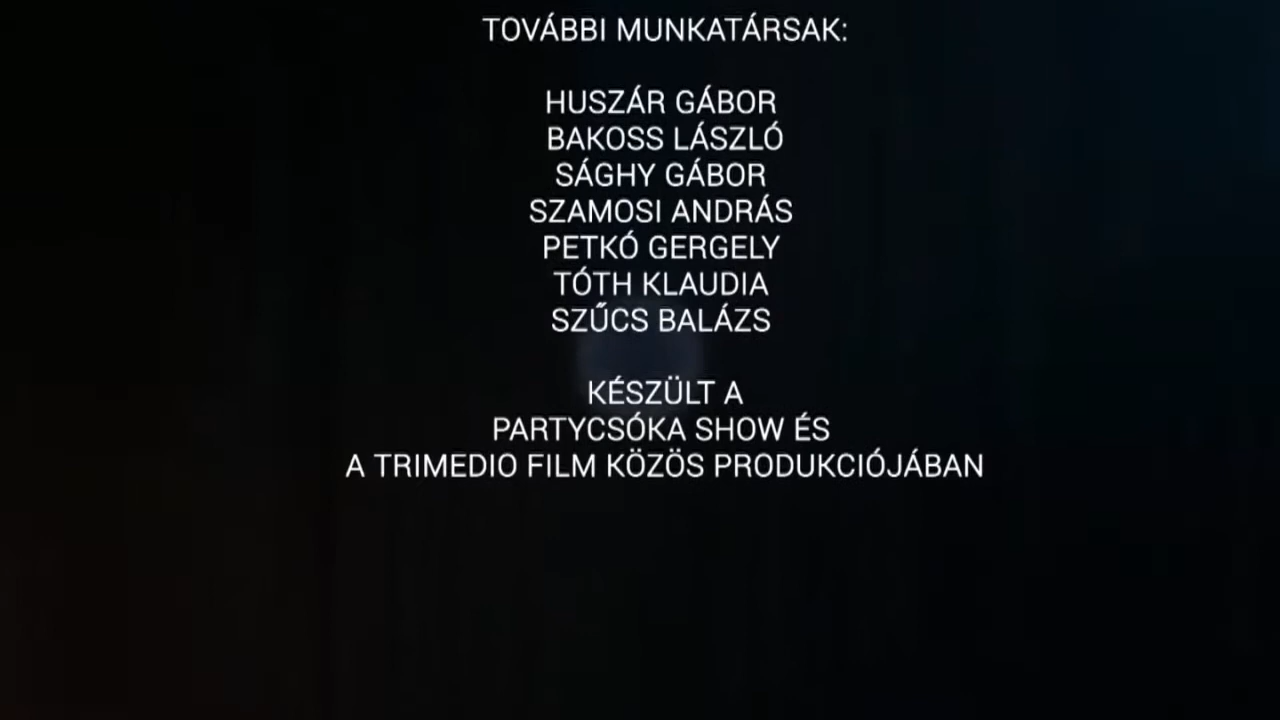 TOVÁBBI MUNKATÁRSAK:
HUSZÁR GÁBOR
BAKOSS LÁSZLÓ
SÁGHY GÁBOR
SZAMOSI ANDRÁS
PETKÓ GERGELY
TÓTH KLAUDIA
SZŰCS BALÁZS
KÉSZÜLT A
PARTYCSÓKA SHOW ÉS
A TRIMEDIO FILM KÖZÖS PRODUKCIÓJÁBAN